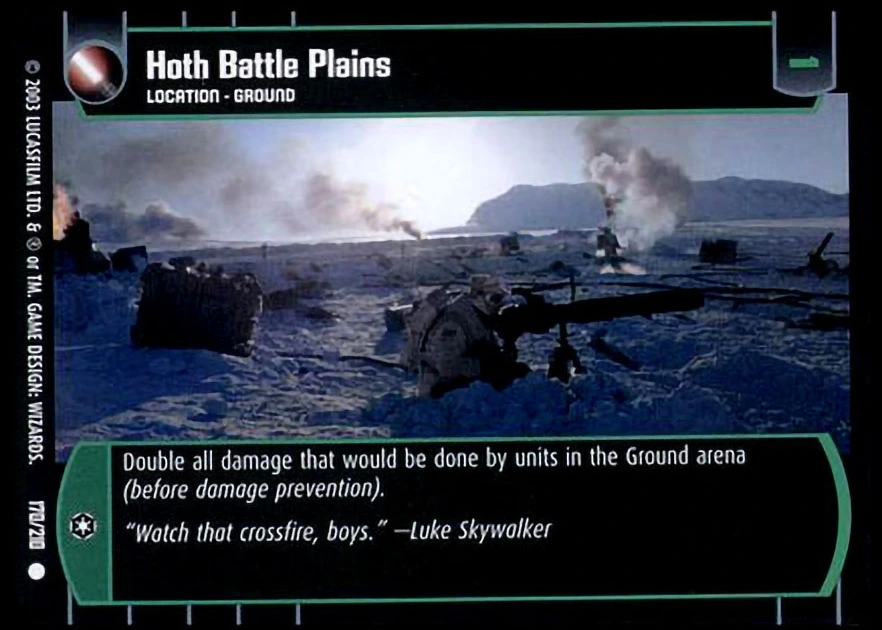 Hoth Battle Plains
LOCATION - GROUND
Double all damage that would be done by units in the Ground arena
(before damage prevention).
“Watch that crossfire, boys.” —Luke Skywalker
© 2003 LUCASFILM LTD. & ® or TM. GAME DESIGN: WIZARDS.
170/210